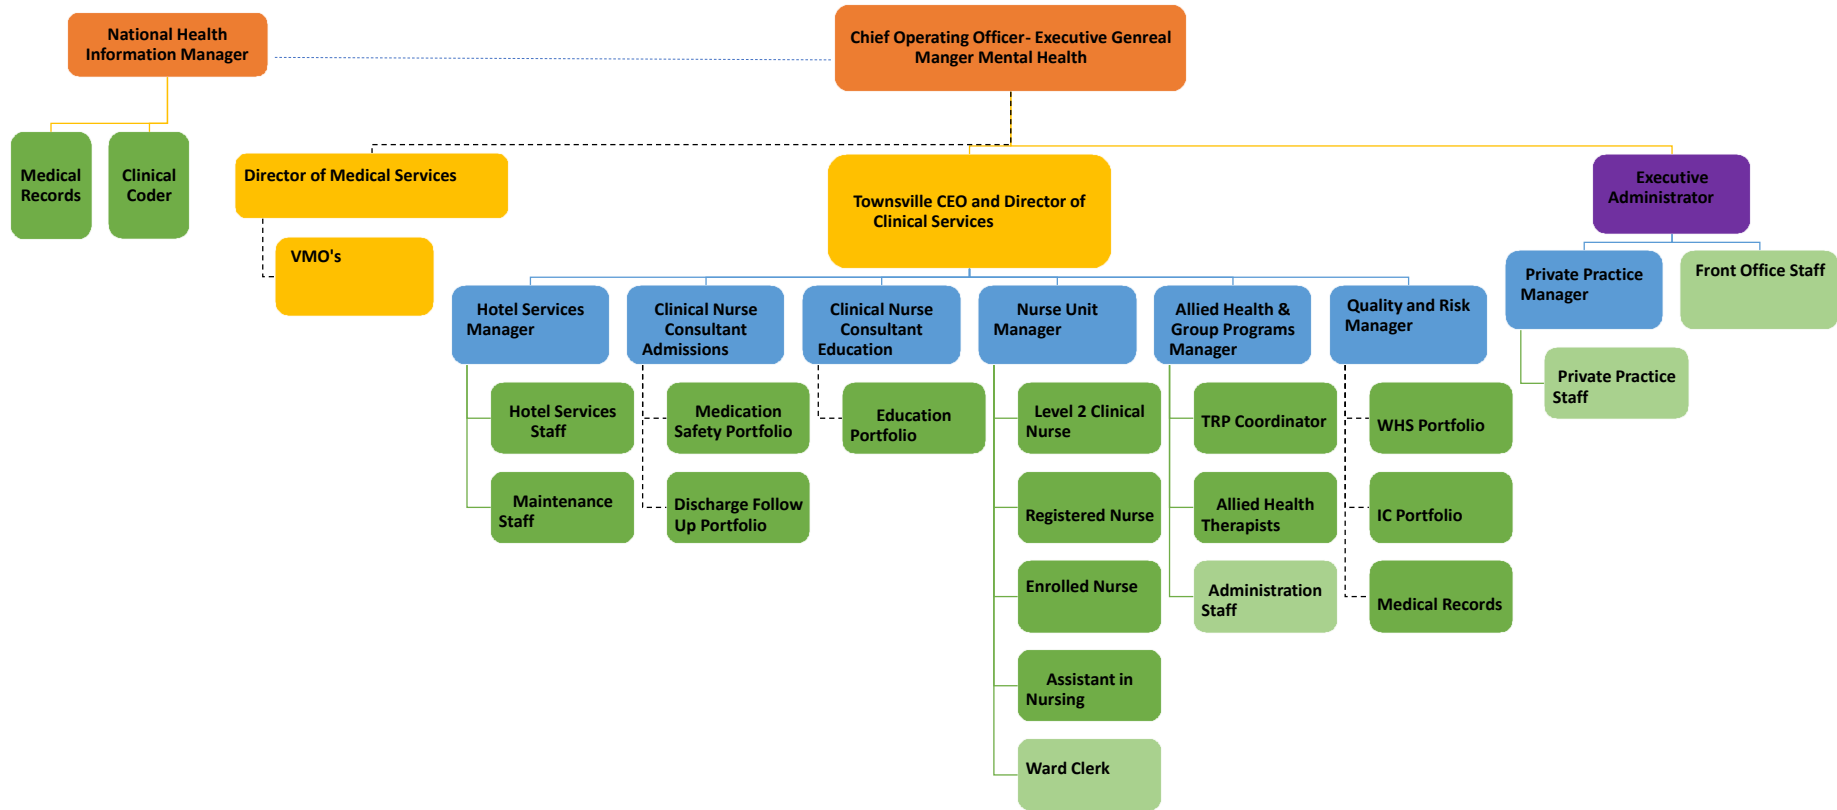 National Health
Information Manager
Chief Operating Officer- Executive Genreal
Manger Mental Health
Medical
Records
Clinical
Coder
Director of Medical Services
VMO's
Townsville CEO and Director of
Clinical Services
Executive
Administrator
Hotel Services
Manager
Clinical Nurse
Consultant
Admissions
Clinical Nurse
Consultant
Education
Nurse Unit
Manager
Allied Health &
Group Programs
Manager
Quality and Risk
Manager
Private Practice
Manager
Front Office Staff
Hotel Services
Staff
Maintenance
Staff
Medication
Safety Portfolio
Discharge Follow
Up Portfolio
Education
Portfolio
Level 2 Clinical
Nurse
Registered Nurse
Enrolled Nurse
Assistant in
Nursing
Ward Clerk
TRP Coordinator
Allied Health
Therapists
Administration
Staff
WHS Portfolio
IC Portfolio
Medical Records
Private Practice
Staff